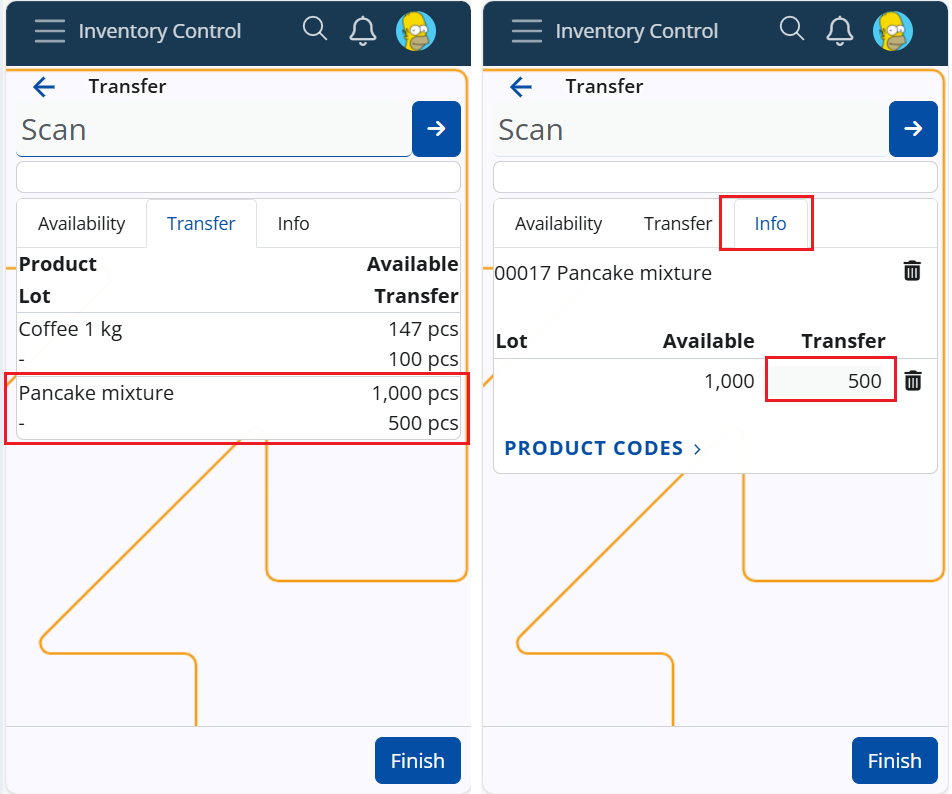 Inventory Control
Transfer
Scan
Availability Transfer Info
Product Available
Lot Transfer
Coffee 1 kg 147 pcs
- 100 pcs
Pancake mixture 1,000 pcs
- 500 pcs
Finish
Inventory Control
Transfer
Scan
Availability Transfer Info
00017 Pancake mixture
Lot Available Transfer
1,000 500
PRODUCT CODES
Finish